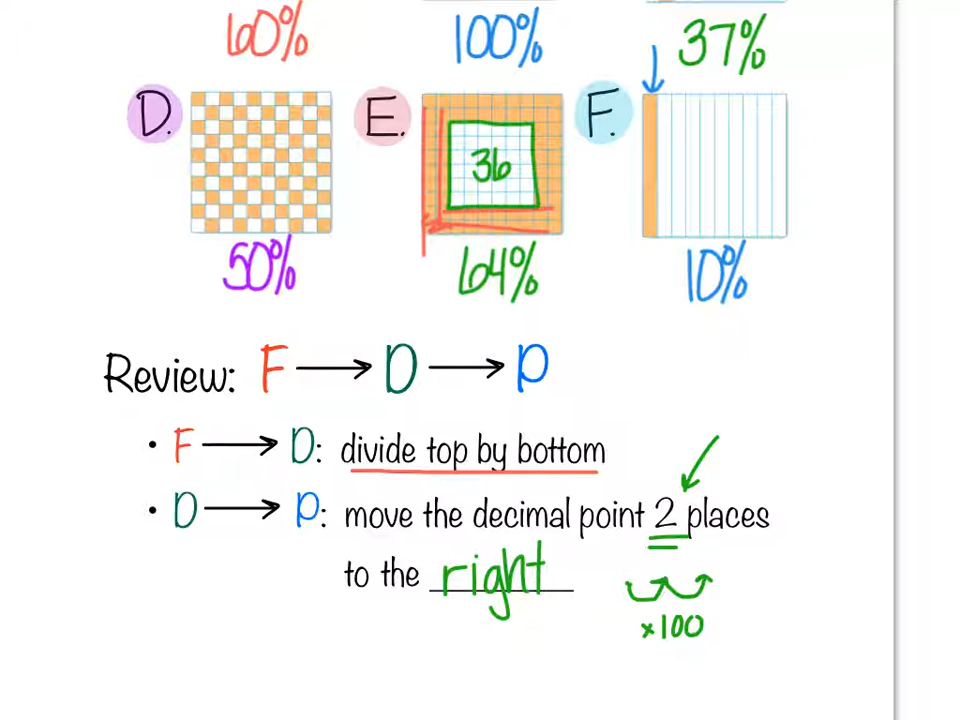 60% 100% 37%
D. E. F.
36
50% 64% 10%
Review: F → D → P
• F → D: divide top by bottom
• D → P: move the decimal point 2 places
to the right
x100